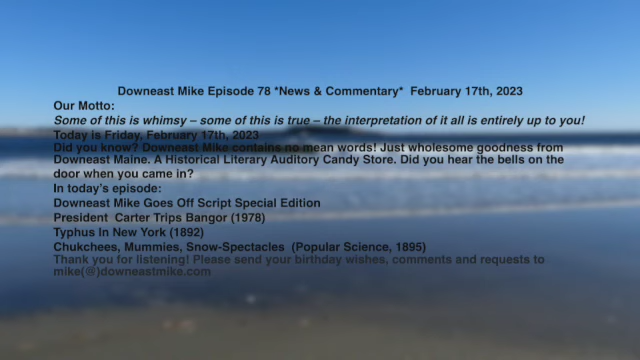 Downeast Mike Episode 78 *News & Commentary*  February 17th, 2023
Our Motto:
Some of this is whimsy – some of this is true – the interpretation of it all is entirely up to you!
Today is Friday, February 17th, 2023
Did you know? Downeast Mike contains no mean words! Just wholesome goodness from
Downeast Maine. A Historical Literary Auditory Candy Store. Did you hear the bells on the
door when you came in?
In today’s episode:
Downeast Mike Goes Off Script Special Edition
President  Carter Trips Bangor (1978)
Typhus In New York (1892)
Chukchees, Mummies, Snow-Spectacles  (Popular Science, 1895)
Thank you for listening! Please send your birthday wishes, comments and requests to
mike(@)downeastmike.com